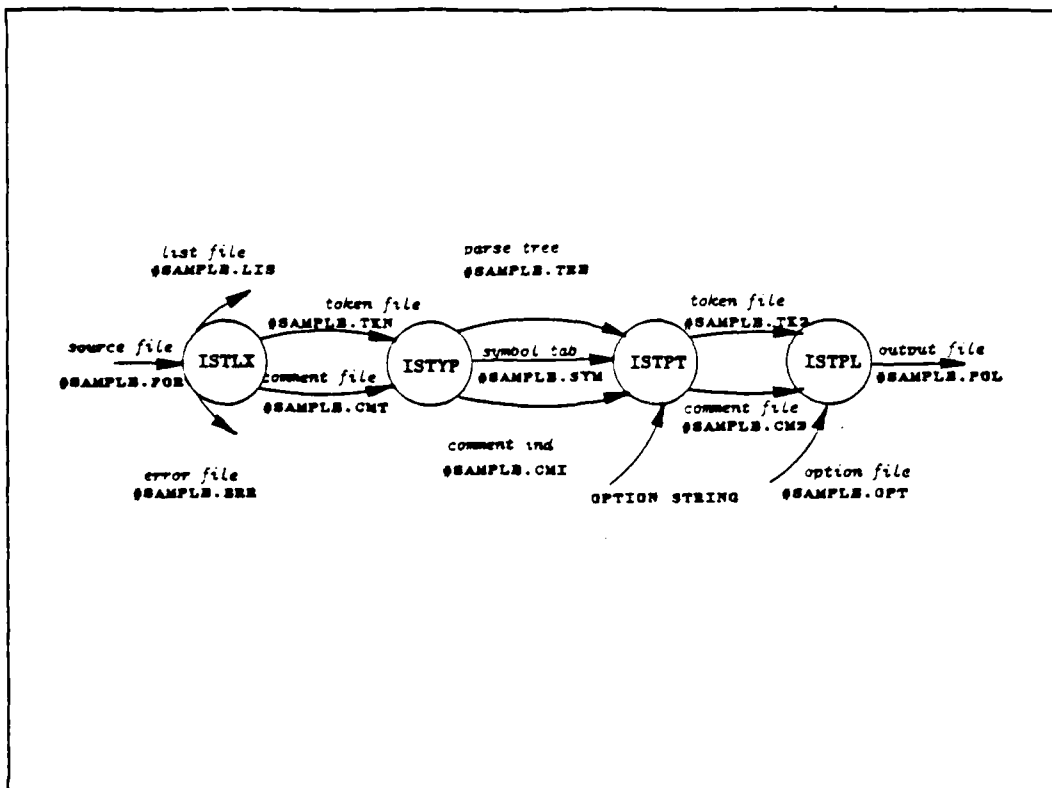 list file
#SAMPLE.LIS
parse tree
#SAMPLE.TRE
token file
#SAMPLE.TKN
token file
#SAMPLE.TK2
source file
#SAMPLE.FOR
ISTLX
comment file
#SAMPLE.CMT
ISTYP
symbol tab
#SAMPLE.SYM
ISTPT
comment file
#SAMPLE.CM2
ISTPL
output file
#SAMPLE.POL
error file
#SAMPLE.ERR
comment ind
#SAMPLE.CMI
OPTION STRING
option file
#SAMPLE.OPT